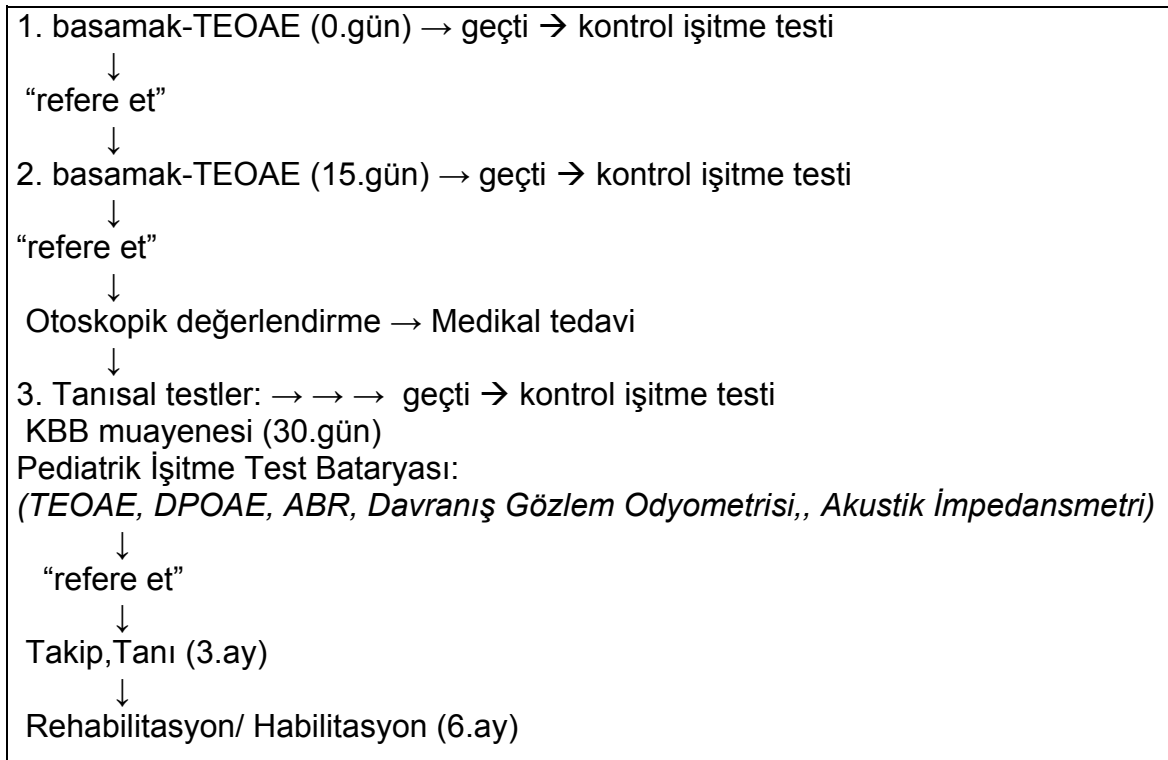 1. basamak-TEOAE (0.gün) → geçti → kontrol işitme testi
↓
“refere et”
↓
2. basamak-TEOAE (15.gün) → geçti → kontrol işitme testi
↓
“refere et”
↓
Otoskopik değerlendirme → Medikal tedavi
↓
3. Tanısal testler: → → → geçti → kontrol işitme testi
KBB muayenesi (30.gün)
Pediatrik İşitme Test Bataryası:
(TEOAE, DPOAE, ABR, Davranış Gözlem Odyometrisi,, Akustik İmpedansmetri)
↓
“refere et”
↓
Takip,Tanı (3.ay)
↓
Rehabilitasyon/ Habilitasyon (6.ay)